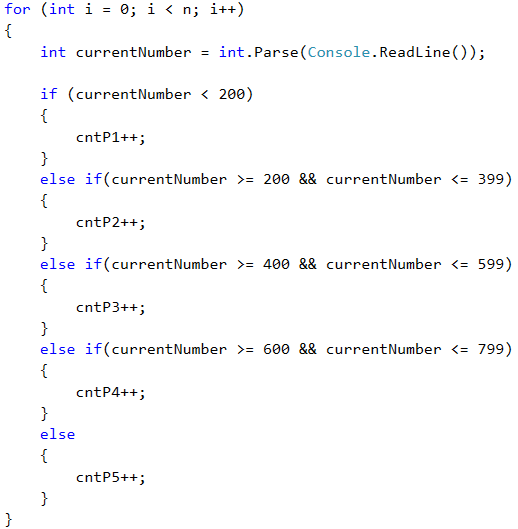 for (int i = 0; i < n; i++)
{
    int currentNumber = int.Parse(Console.ReadLine());

    if (currentNumber < 200)
    {
        cntP1++;
    }
    else if(currentNumber >= 200 && currentNumber <= 399)
    {
        cntP2++;
    }
    else if(currentNumber >= 400 && currentNumber <= 599)
    {
        cntP3++;
    }
    else if(currentNumber >= 600 && currentNumber <= 799)
    {
        cntP4++;
    }
    else
    {
        cntP5++;
    }
}